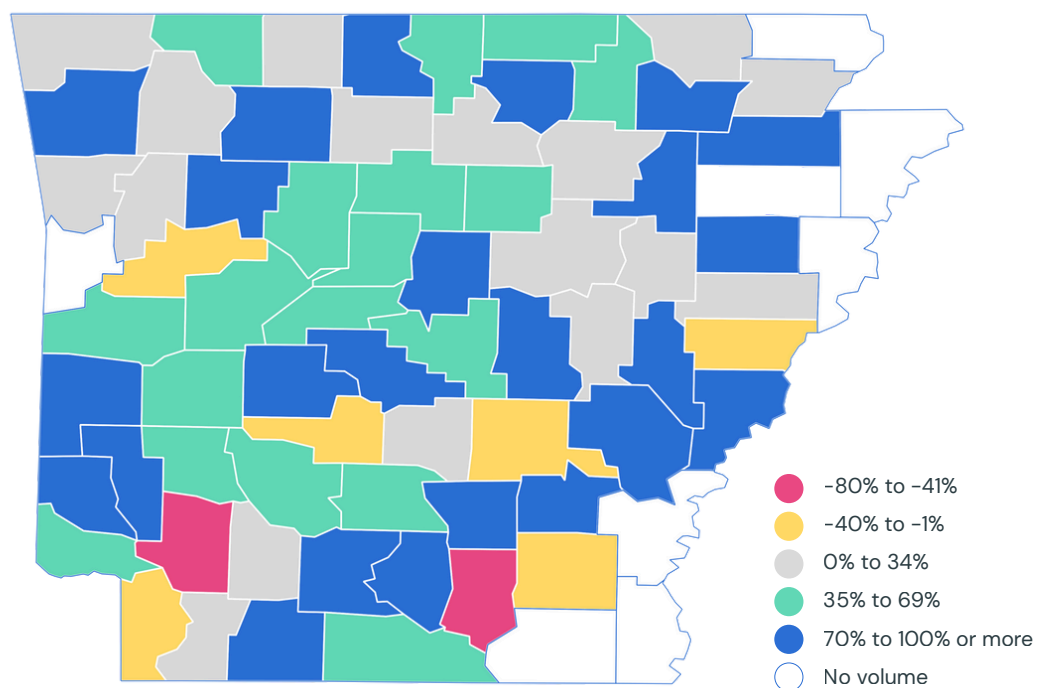 -80% to -41%
-40% to -1%
0% to 34%
35% to 69%
70% to 100% or more
No volume